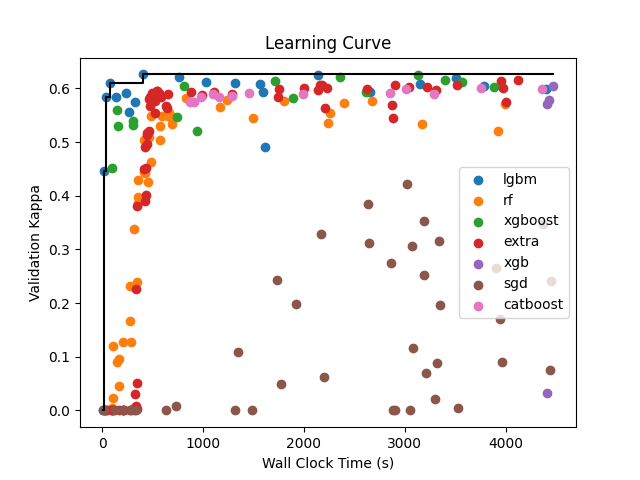 Learning Curve
Validation Kappa
0.6
0.5
0.4
0.3
0.2
0.1
0.0
lgbm
rf
xgboost
extra
xgb
sgd
catboost
0 1000 2000 3000 4000
Wall Clock Time (s)